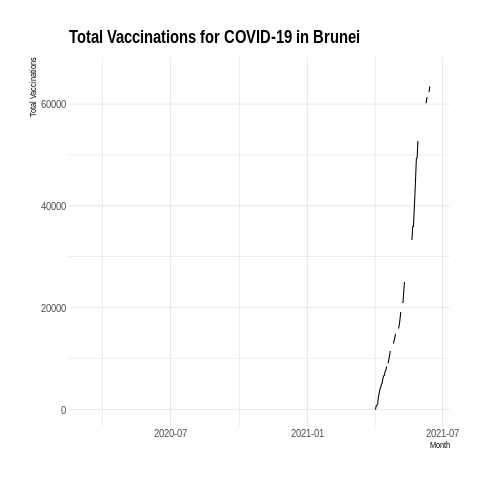 Total Vaccinations for COVID-19 in Brunei
Total Vaccinations
60000
40000
20000
0
2020-07
2021-01
2021-07
Month